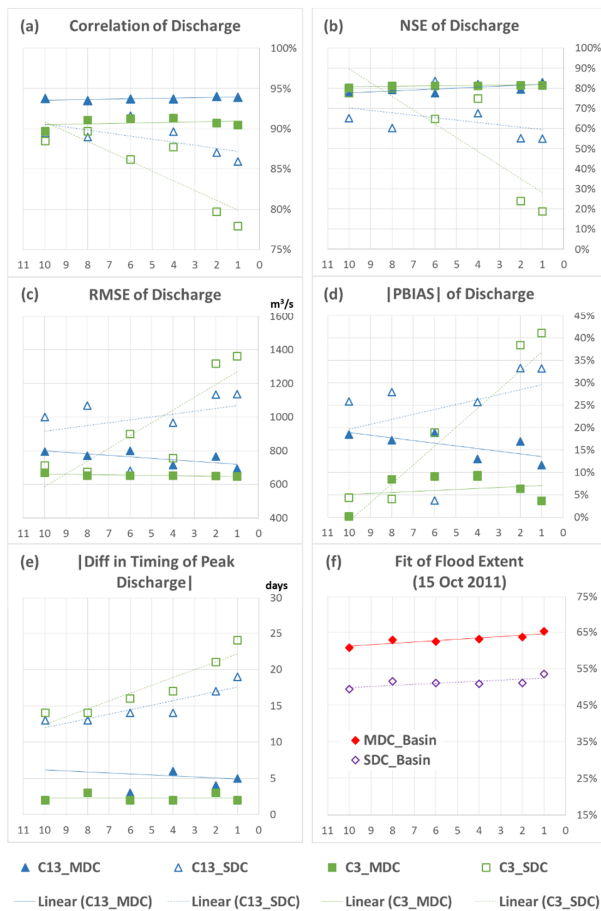 (a) Correlation of Discharge
100%
95%
90%
85%
80%
75%
11 10 9 8 7 6 5 4 3 2 1 0
(b) NSE of Discharge
100%
90%
80%
70%
60%
50%
40%
30%
20%
10%
0%
11 10 9 8 7 6 5 4 3 2 1 0
(c) RMSE of Discharge
m³/s
1600
1400
1200
1000
800
600
400
11 10 9 8 7 6 5 4 3 2 1 0
(d) |PBIAS| of Discharge
45%
40%
35%
30%
25%
20%
15%
10%
5%
0%
11 10 9 8 7 6 5 4 3 2 1 0
(e) |Diff in Timing of Peak
Discharge|
days
30
25
20
15
10
5
0
11 10 9 8 7 6 5 4 3 2 1 0
(f) Fit of Flood Extent
(15 Oct 2011)
75%
65%
55%
45%
35%
25%
15%
MDC_Basin
SDC_Basin
11 10 9 8 7 6 5 4 3 2 1 0
C13_MDC C13_SDC C3_MDC C3_SDC
Linear (C13_MDC) Linear (C13_SDC) Linear (C3_MDC) Linear (C3_SDC)